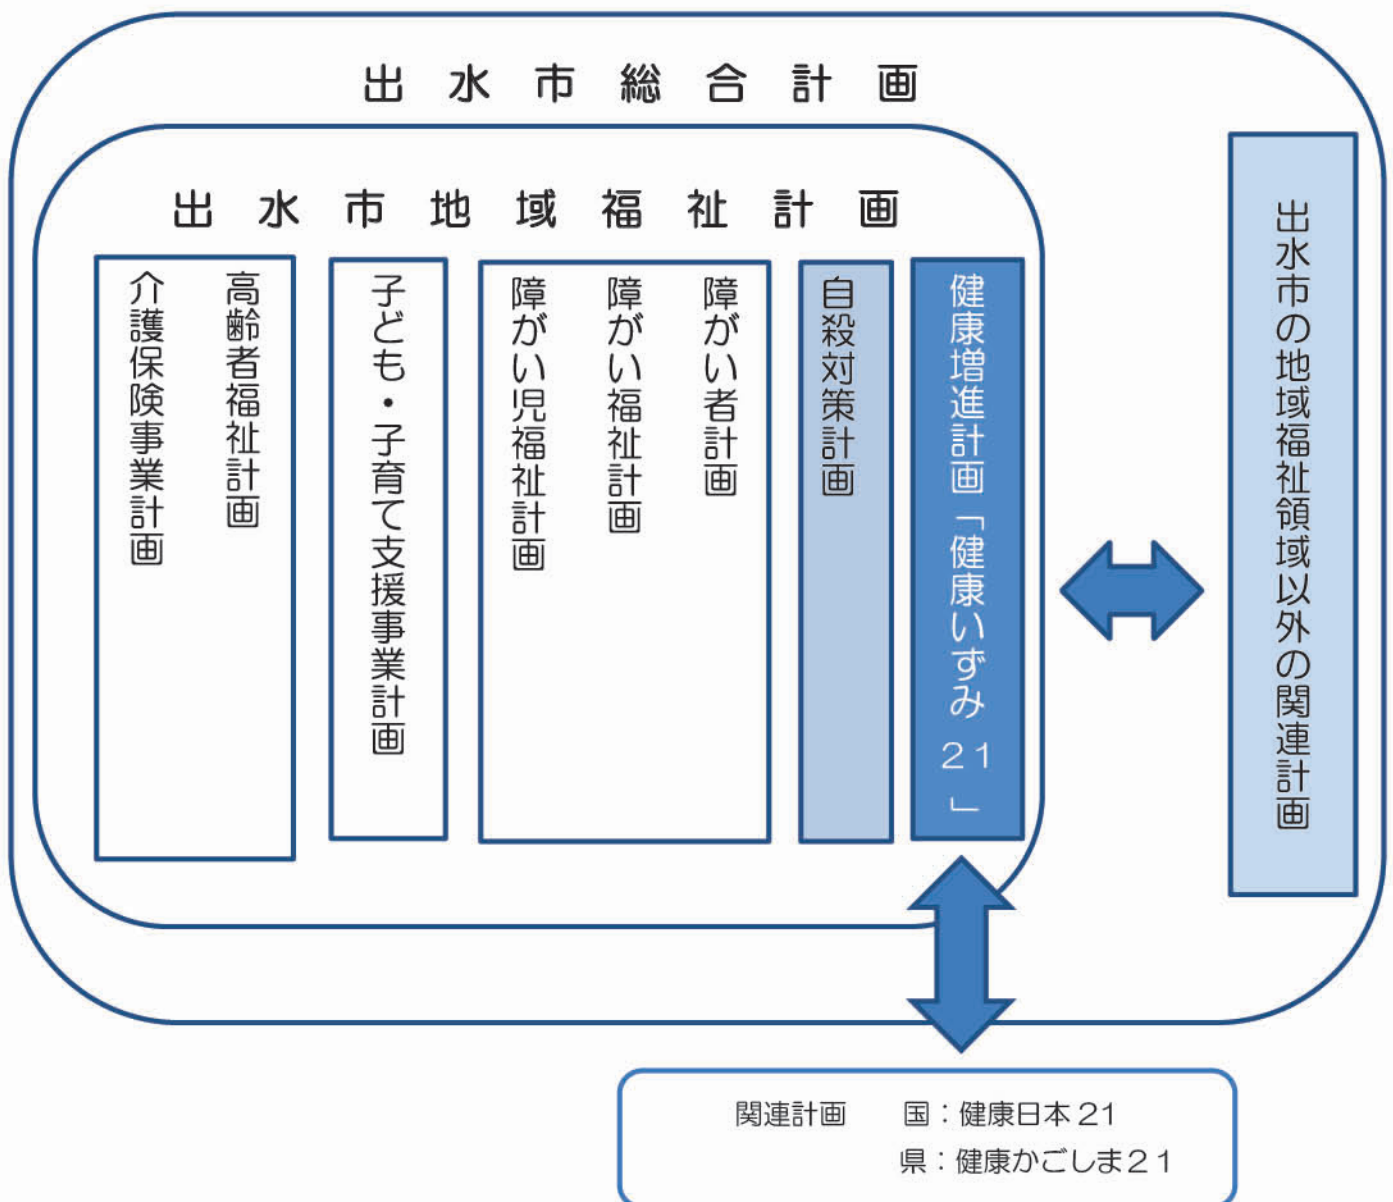 出水市総合計画
出水市地域福祉計画
出水市の地域福祉領域以外の関連計画
健康増進計画「健康いずみ21」
自殺対策計画
障がい者計画
障がい福祉計画
障がい児福祉計画
子ども・子育て支援事業計画
高齢者福祉計画
介護保険事業計画
関連計画　国：健康日本21
県：健康かごしま２１